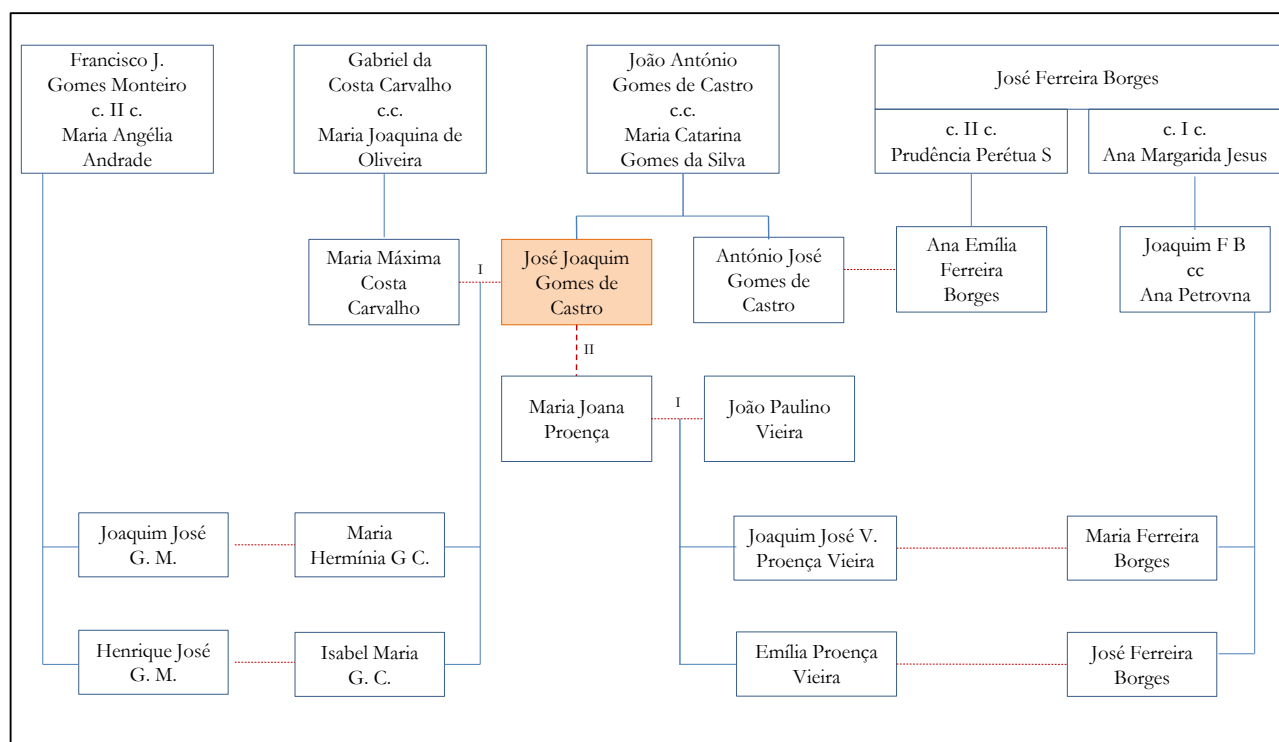 Francisco J.
Gomes Monteiro
c. II c.
Maria Angélia
Andrade
Gabriel da
Costa Carvalho
c.c.
Maria Joaquina de
Oliveira
João António
Gomes de Castro
c.c.
Maria Catarina
Gomes da Silva
José Ferreira Borges
c. II c.
Prudência Perétua S
c. I c.
Ana Margarida Jesus
Maria Máxima
Costa
Carvalho
I
José Joaquim
Gomes de
Castro
António José
Gomes de
Castro
Ana Emília
Ferreira
Borges
Joaquim F B
cc
Ana Petrovna
II
Maria Joana
Proença
I
João Paulino
Vieira
Joaquim José
G. M.
Maria
Hermínia G C.
Joaquim José V.
Proença Vieira
Maria Ferreira
Borges
Henrique José
G. M.
Isabel Maria
G. C.
Emília Proença
Vieira
José Ferreira
Borges